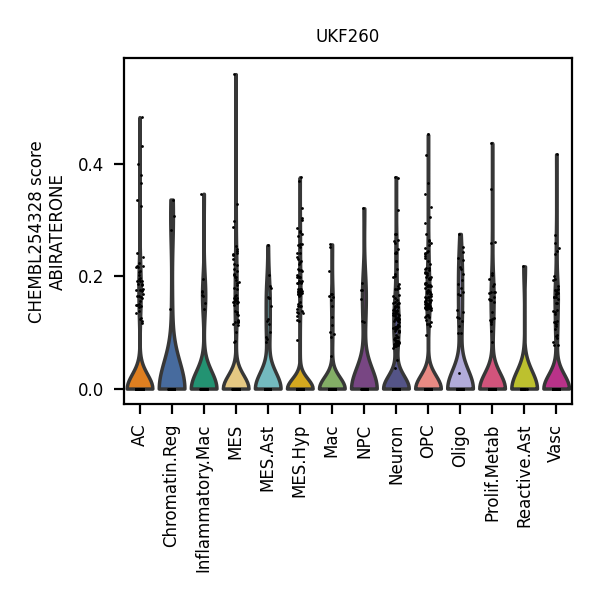 UKF260
CHEMBL254328 score
ABIRATERONE
0.4
0.2
0.0
AC
Chromatin.Reg
Inflammatory.Mac
MES
MES.Ast
MES.Hyp
Mac
NPC
Neuron
OPC
Oligo
Prolif.Metab
Reactive.Ast
Vasc